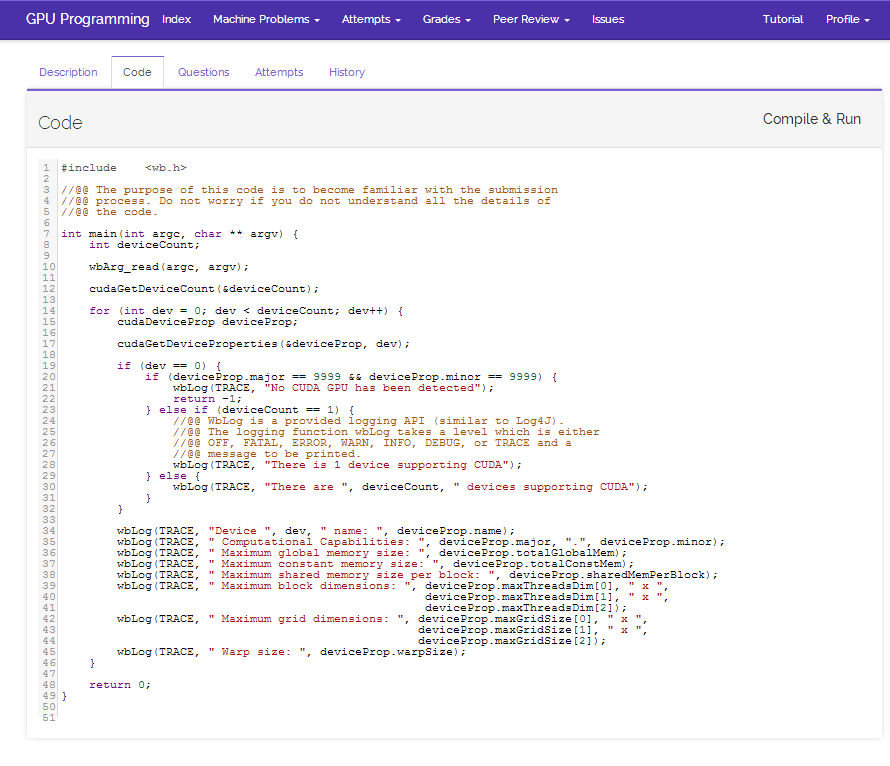 GPU Programming Index Machine Problems Attempts Grades Peer Review Issues Tutorial Profile
Description Code Questions Attempts History
Code Compile & Run
1 #include    <wb.h>
2
3 //@@ The purpose of this code is to become familiar with the submission
4 //@@ process. Do not worry if you do not understand all the details of
5 //@@ the code.
6
7 int main(int argc, char ** argv) {
8     int deviceCount;
9
10     wbArg_read(argc, argv);
11
12     cudaGetDeviceCount(&deviceCount);
13
14     for (int dev = 0; dev < deviceCount; dev++) {
15         cudaDeviceProp deviceProp;
16
17         cudaGetDeviceProperties(&deviceProp, dev);
18
19         if (dev == 0) {
20             if (deviceProp.major == 9999 && deviceProp.minor == 9999) {
21                 wbLog(TRACE, "No CUDA GPU has been detected");
22                 return -1;
23             } else if (deviceCount == 1) {
24                 //@@ WbLog is a provided logging API (similar to Log4J).
25                 //@@ The logging function wbLog takes a level which is either
26                 //@@ OFF, FATAL, ERROR, WARN, INFO, DEBUG, or TRACE and a
27                 //@@ message to be printed.
28                 wbLog(TRACE, "There is 1 device supporting CUDA");
29             } else {
30                 wbLog(TRACE, "There are ", deviceCount, " devices supporting CUDA");
31             }
32         }
33
34         wbLog(TRACE, "Device ", dev, " name: ", deviceProp.name);
35         wbLog(TRACE, " Computational Capabilities: ", deviceProp.major, ".", deviceProp.minor);
36         wbLog(TRACE, " Maximum global memory size: ", deviceProp.totalGlobalMem);
37         wbLog(TRACE, " Maximum constant memory size: ", deviceProp.totalConstMem);
38         wbLog(TRACE, " Maximum shared memory size per block: ", deviceProp.sharedMemPerBlock);
39         wbLog(TRACE, " Maximum block dimensions: ", deviceProp.maxThreadsDim[0], " x ",
40                                                     deviceProp.maxThreadsDim[1], " x ",
41                                                     deviceProp.maxThreadsDim[2]);
42         wbLog(TRACE, " Maximum grid dimensions: ", deviceProp.maxGridSize[0], " x ",
43                                                    deviceProp.maxGridSize[1], " x ",
44                                                    deviceProp.maxGridSize[2]);
45         wbLog(TRACE, " Warp size: ", deviceProp.warpSize);
46     }
47
48     return 0;
49 }
50
51